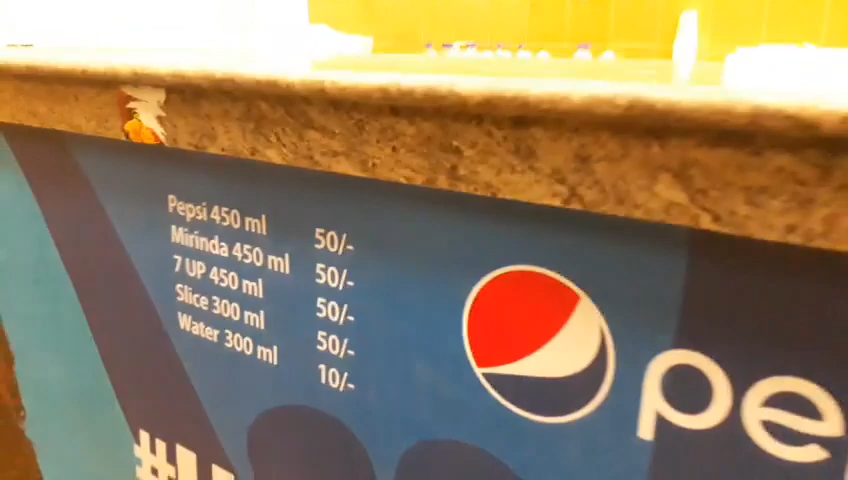 Pepsi 450 ml 50/-
Mirinda 450 ml 50/-
7 UP 450 ml 50/-
Slice 300 ml 50/-
Water 300 ml 10/-
pe